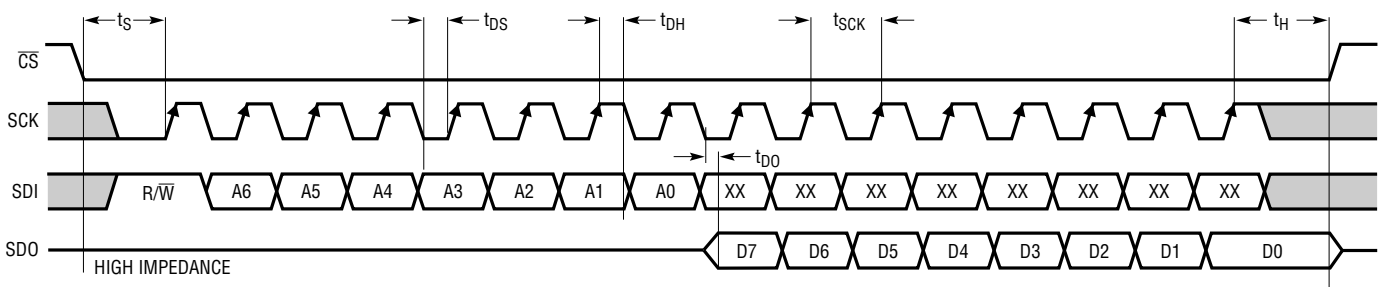 tS tDS tDH tSCK tH
C̅S̅
SCK
tDO
SDI R/W̅ A6 A5 A4 A3 A2 A1 A0 XX XX XX XX XX XX XX XX
SDO D7 D6 D5 D4 D3 D2 D1 D0
HIGH IMPEDANCE